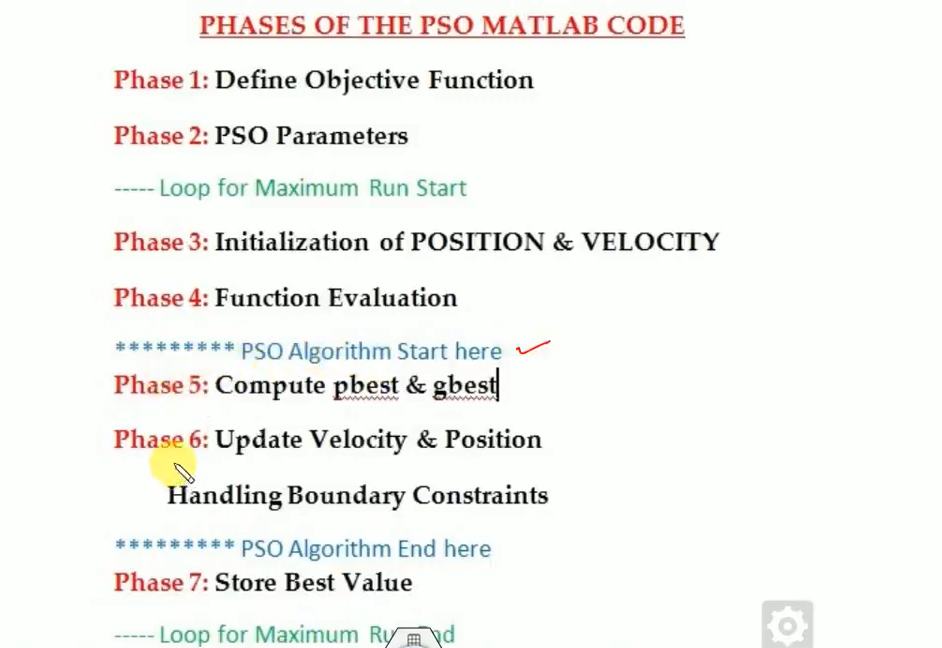 PHASES OF THE PSO MATLAB CODE
Phase 1: Define Objective Function
Phase 2: PSO Parameters
----- Loop for Maximum Run Start
Phase 3: Initialization of POSITION & VELOCITY
Phase 4: Function Evaluation
********* PSO Algorithm Start here
Phase 5: Compute pbest & gbest
Phase 6: Update Velocity & Position
Handling Boundary Constraints
********* PSO Algorithm End here
Phase 7: Store Best Value
----- Loop for Maximum